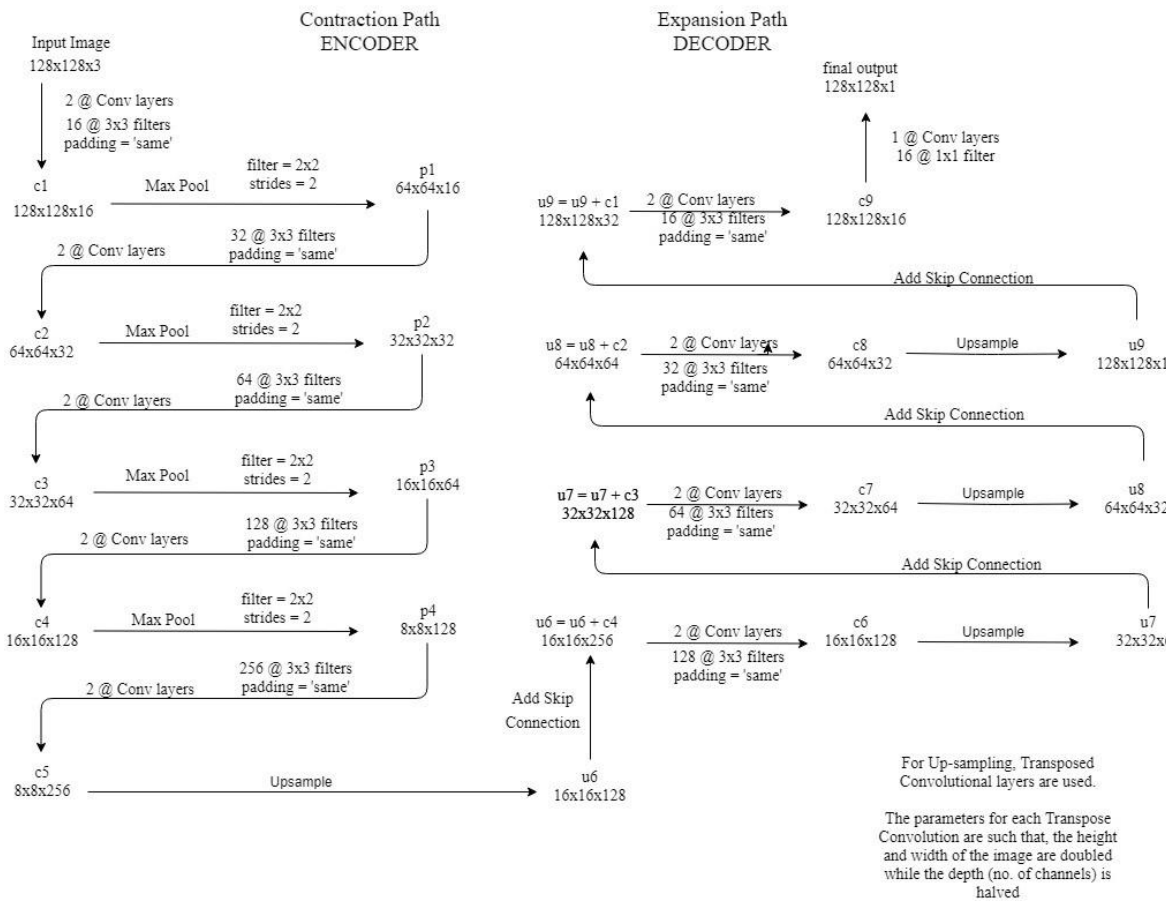 Contraction Path
ENCODER
Expansion Path
DECODER
Input Image
128x128x3
2 @ Conv layers
16 @ 3x3 filters
padding = 'same'
c1
128x128x16
Max Pool
filter = 2x2
strides = 2
p1
64x64x16
2 @ Conv layers
32 @ 3x3 filters
padding = 'same'
c2
64x64x32
Max Pool
filter = 2x2
strides = 2
p2
32x32x32
2 @ Conv layers
64 @ 3x3 filters
padding = 'same'
c3
32x32x64
Max Pool
filter = 2x2
strides = 2
p3
16x16x64
2 @ Conv layers
128 @ 3x3 filters
padding = 'same'
c4
16x16x128
Max Pool
filter = 2x2
strides = 2
p4
8x8x128
2 @ Conv layers
256 @ 3x3 filters
padding = 'same'
c5
8x8x256
Upsample
u6
16x16x128
Add Skip
Connection
u6 = u6 + c4
16x16x256
2 @ Conv layers
128 @ 3x3 filters
padding = 'same'
c6
16x16x128
Upsample
u7
32x32x6
Add Skip Connection
u7 = u7 + c3
32x32x128
2 @ Conv layers
64 @ 3x3 filters
padding = 'same'
c7
32x32x64
Upsample
u8
64x64x32
Add Skip Connection
u8 = u8 + c2
64x64x64
2 @ Conv layers
32 @ 3x3 filters
padding = 'same'
c8
64x64x32
Upsample
u9
128x128x1
Add Skip Connection
u9 = u9 + c1
128x128x32
2 @ Conv layers
16 @ 3x3 filters
padding = 'same'
c9
128x128x16
1 @ Conv layers
16 @ 1x1 filter
final output
128x128x1
For Up-sampling, Transposed
Convolutional layers are used.
The parameters for each Transpose
Convolution are such that, the height
and width of the image are doubled
while the depth (no. of channels) is
halved